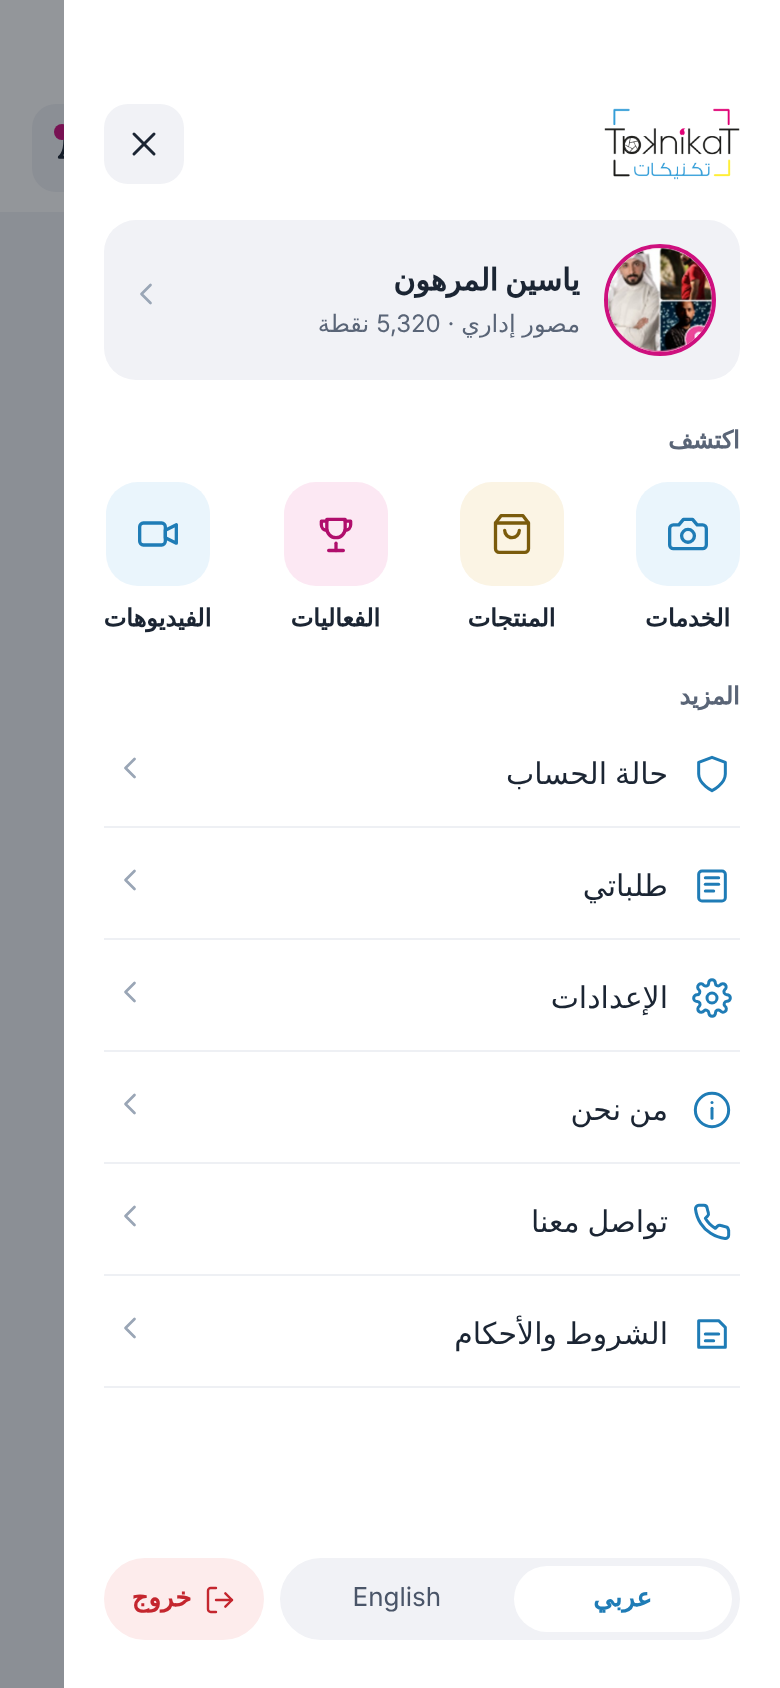 TeknikaT
تكنيكات
ياسين المرهون
مصور إداري · 5,320 نقطة
اكتشف
الخدمات
المنتجات
الفعاليات
الفيديوهات
المزيد
حالة الحساب
طلباتي
الإعدادات
من نحن
تواصل معنا
الشروط والأحكام
عربي
English
خروج